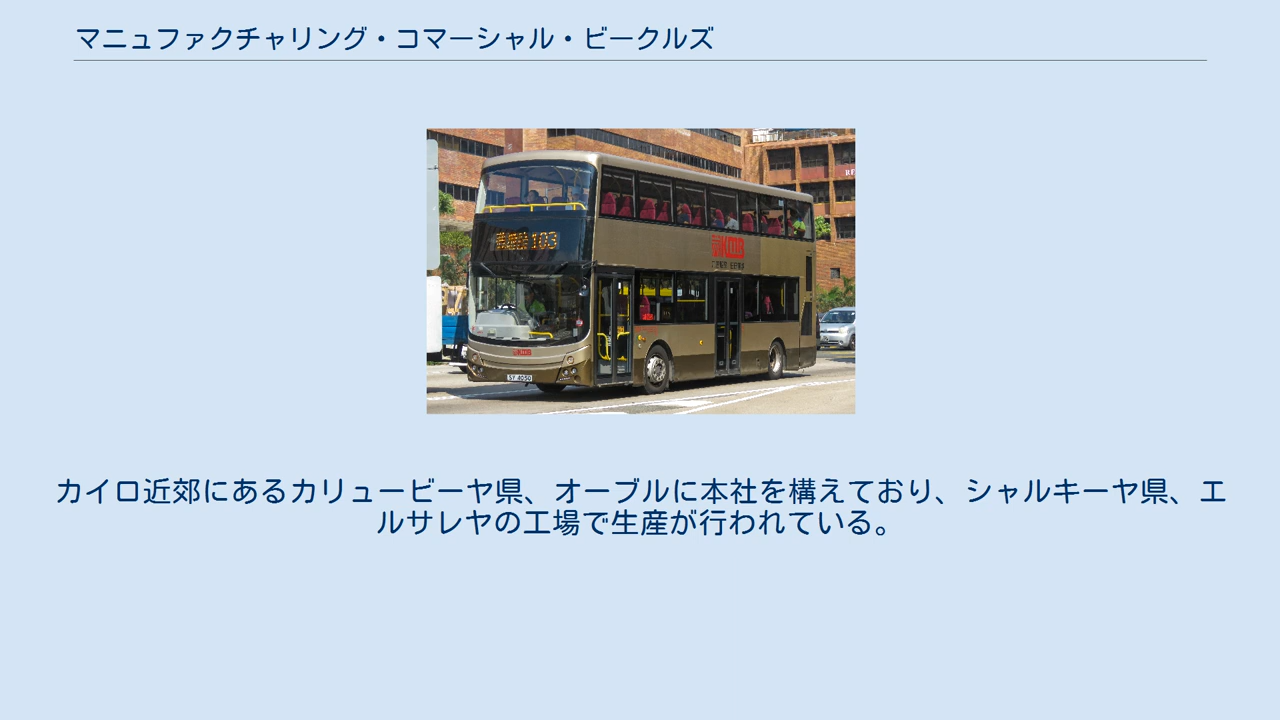 マニュファクチャリング・コマーシャル・ビークルズ
103
KMB
SY 4050
カイロ近郊にあるカリュービーヤ県、オーブルに本社を構えており、シャルキーヤ県、エ
ルサレヤの工場で生産が行われている。